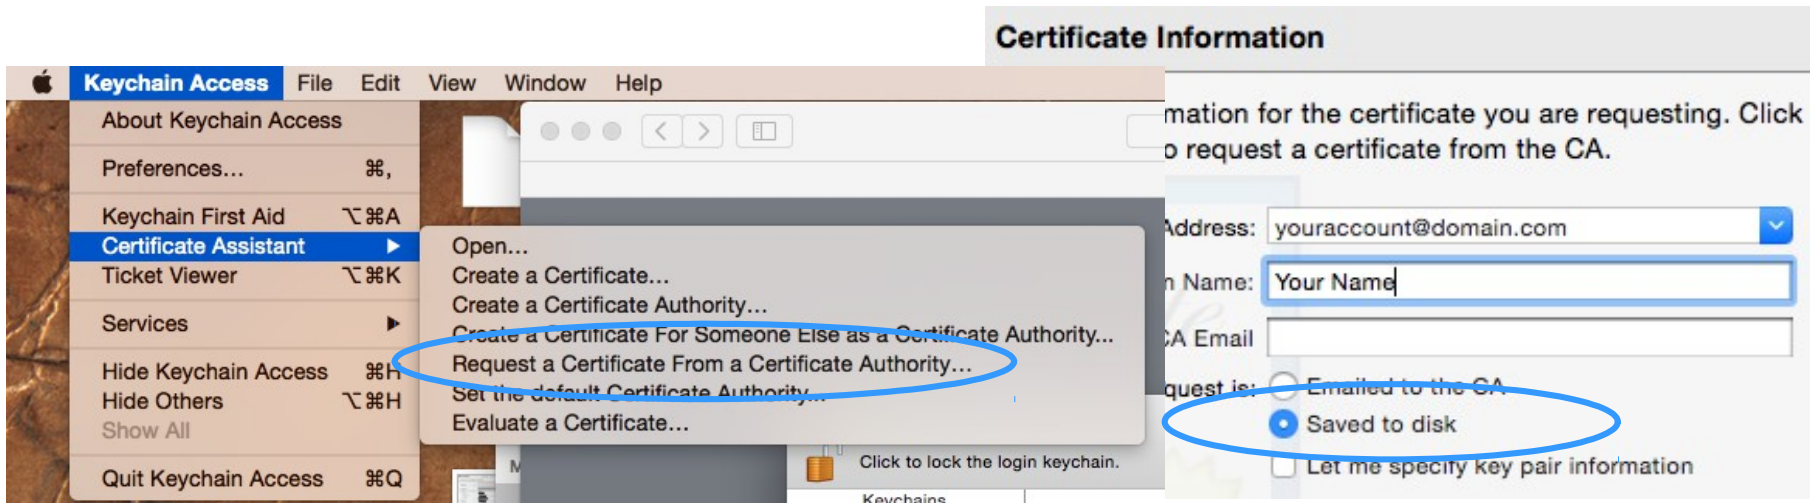 Certificate Information
Keychain Access File Edit View Window Help
About Keychain Access
Preferences... ⌘,
Keychain First Aid ⌥⌘A
Certificate Assistant ▶
Ticket Viewer ⌥⌘K
Services ▶
Hide Keychain Access ⌘H
Hide Others ⌥⌘H
Show All
Quit Keychain Access ⌘Q
Open...
Create a Certificate...
Create a Certificate Authority...
Create a Certificate For Someone Else as a Certificate Authority...
Request a Certificate From a Certificate Authority...
Set the default Certificate Authority...
Evaluate a Certificate...
Click to lock the login keychain.
Keychains
mation for the certificate you are requesting. Click
o request a certificate from the CA.
Address: youraccount@domain.com
n Name: Your Name
CA Email
quest is: Emailed to the CA
Saved to disk
Let me specify key pair information